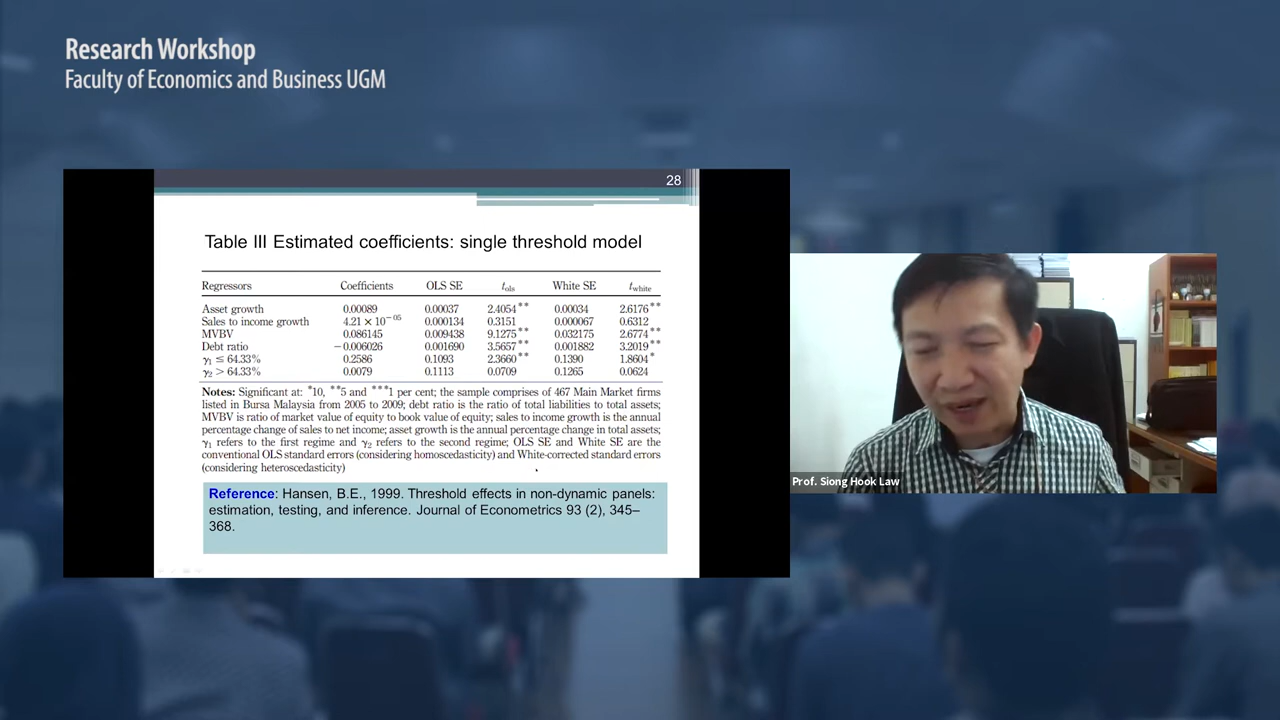 Research Workshop
Faculty of Economics and Business UGM
28
Table III Estimated coefficients: single threshold model
Regressors Coefficients OLS SE t_ols White SE t_white
Asset growth 0.00089 0.00037 2.4054** 0.00034 2.6176**
Sales to income growth 4.21 × 10^−05 0.000134 0.3151 0.000067 0.6312
MVBV 0.086145 0.009438 9.1275** 0.032175 2.6774**
Debt ratio −0.006026 0.001690 3.5657** 0.001882 3.2019**
γ1 ≤ 64.33% 0.2586 0.1093 2.3660** 0.1390 1.8604*
γ2 > 64.33% 0.0079 0.1113 0.0709 0.1265 0.0624
Notes: Significant at: *10, **5 and ***1 per cent; the sample comprises of 467 Main Market firms
listed in Bursa Malaysia from 2005 to 2009; debt ratio is the ratio of total liabilities to total assets;
MVBV is ratio of market value of equity to book value of equity; sales to income growth is the annual
percentage change of sales to net income; asset growth is the annual percentage change in total assets;
γ1 refers to the first regime and γ2 refers to the second regime; OLS SE and White SE are the
conventional OLS standard errors (considering homoscedasticity) and White-corrected standard errors
(considering heteroscedasticity)
Reference: Hansen, B.E., 1999. Threshold effects in non-dynamic panels:
estimation, testing, and inference. Journal of Econometrics 93 (2), 345–
368.
Prof. Siong Hook Law